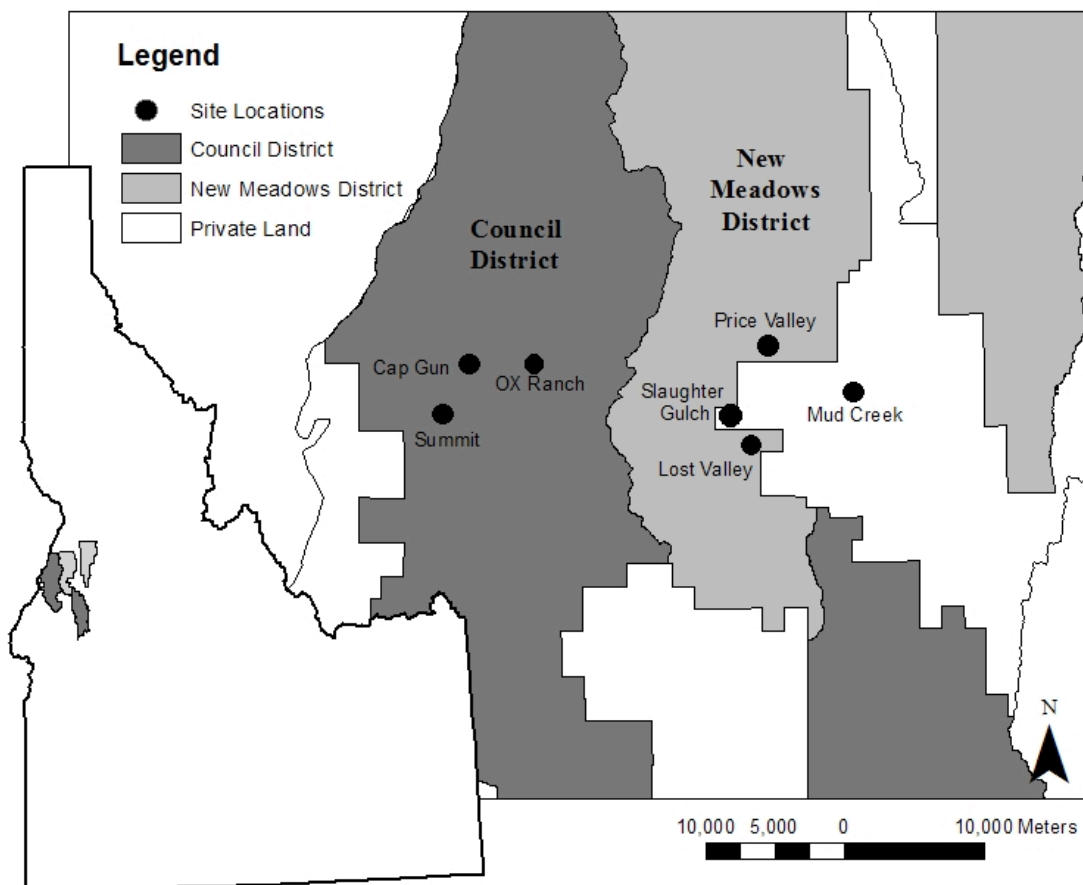 Legend
Site Locations
Council District
New Meadows District
Private Land
Council
District
New
Meadows
District
Price Valley
Cap Gun
OX Ranch
Slaughter
Gulch
Mud Creek
Summit
Lost Valley
N
10,000 5,000 0 10,000 Meters